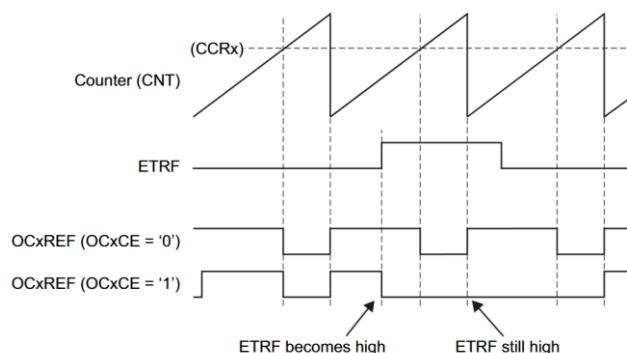 (CCRx)
Counter (CNT)
ETRF
OCxREF (OCxCE = ‘0’)
OCxREF (OCxCE = ‘1’)
ETRF becomes high
ETRF still high